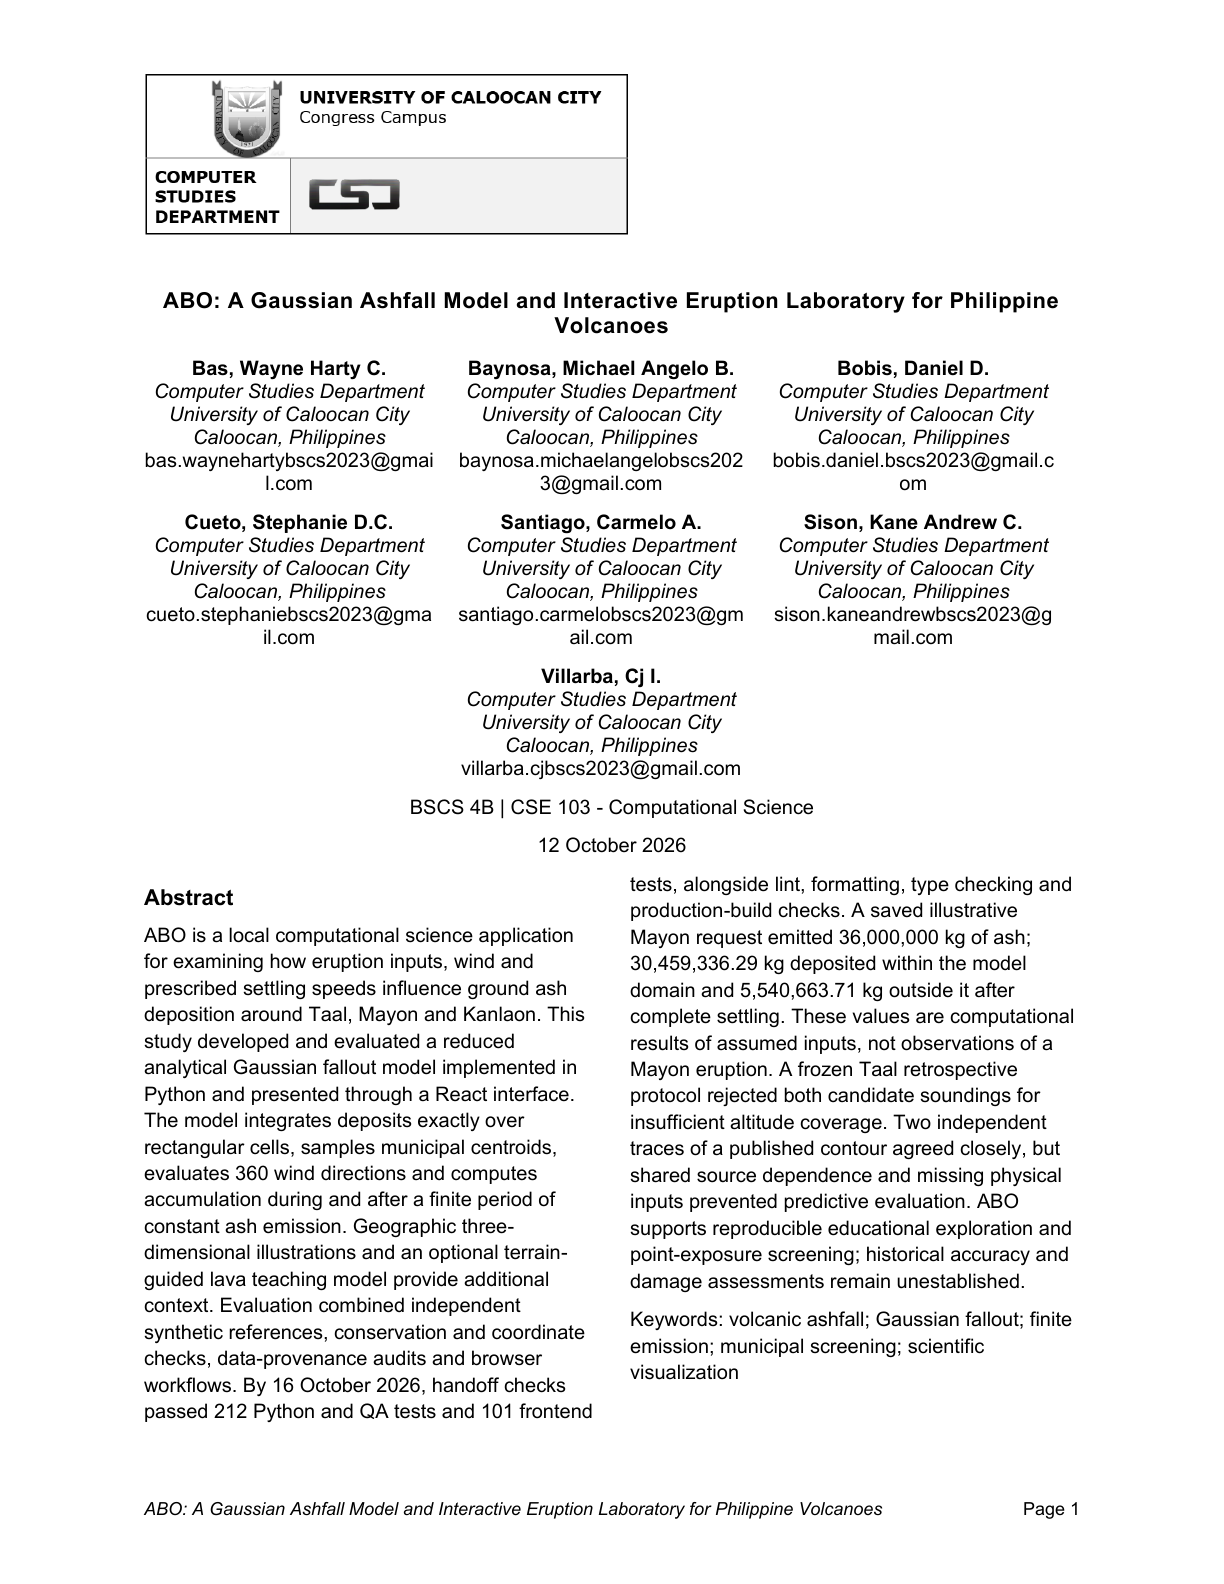 UNIVERSITY OF CALOOCAN CITY
Congress Campus
COMPUTER
STUDIES
DEPARTMENT
CSD
ABO: A Gaussian Ashfall Model and Interactive Eruption Laboratory for Philippine
Volcanoes
Bas, Wayne Harty C.
Computer Studies Department
University of Caloocan City
Caloocan, Philippines
bas.waynehartybscs2023@gmai
l.com
Baynosa, Michael Angelo B.
Computer Studies Department
University of Caloocan City
Caloocan, Philippines
baynosa.michaelangelobscs202
3@gmail.com
Bobis, Daniel D.
Computer Studies Department
University of Caloocan City
Caloocan, Philippines
bobis.daniel.bscs2023@gmail.c
om
Cueto, Stephanie D.C.
Computer Studies Department
University of Caloocan City
Caloocan, Philippines
cueto.stephaniebscs2023@gma
il.com
Santiago, Carmelo A.
Computer Studies Department
University of Caloocan City
Caloocan, Philippines
santiago.carmelobscs2023@gm
ail.com
Sison, Kane Andrew C.
Computer Studies Department
University of Caloocan City
Caloocan, Philippines
sison.kaneandrewbscs2023@g
mail.com
Villarba, Cj I.
Computer Studies Department
University of Caloocan City
Caloocan, Philippines
villarba.cjbscs2023@gmail.com
BSCS 4B | CSE 103 - Computational Science
12 October 2026
Abstract
ABO is a local computational science application
for examining how eruption inputs, wind and
prescribed settling speeds influence ground ash
deposition around Taal, Mayon and Kanlaon. This
study developed and evaluated a reduced
analytical Gaussian fallout model implemented in
Python and presented through a React interface.
The model integrates deposits exactly over
rectangular cells, samples municipal centroids,
evaluates 360 wind directions and computes
accumulation during and after a finite period of
constant ash emission. Geographic three-
dimensional illustrations and an optional terrain-
guided lava teaching model provide additional
context. Evaluation combined independent
synthetic references, conservation and coordinate
checks, data-provenance audits and browser
workflows. By 16 October 2026, handoff checks
passed 212 Python and QA tests and 101 frontend
tests, alongside lint, formatting, type checking and
production-build checks. A saved illustrative
Mayon request emitted 36,000,000 kg of ash;
30,459,336.29 kg deposited within the model
domain and 5,540,663.71 kg outside it after
complete settling. These values are computational
results of assumed inputs, not observations of a
Mayon eruption. A frozen Taal retrospective
protocol rejected both candidate soundings for
insufficient altitude coverage. Two independent
traces of a published contour agreed closely, but
shared source dependence and missing physical
inputs prevented predictive evaluation. ABO
supports reproducible educational exploration and
point-exposure screening; historical accuracy and
damage assessments remain unestablished.
Keywords: volcanic ashfall; Gaussian fallout; finite
emission; municipal screening; scientific
visualization
ABO: A Gaussian Ashfall Model and Interactive Eruption Laboratory for Philippine Volcanoes
Page 1